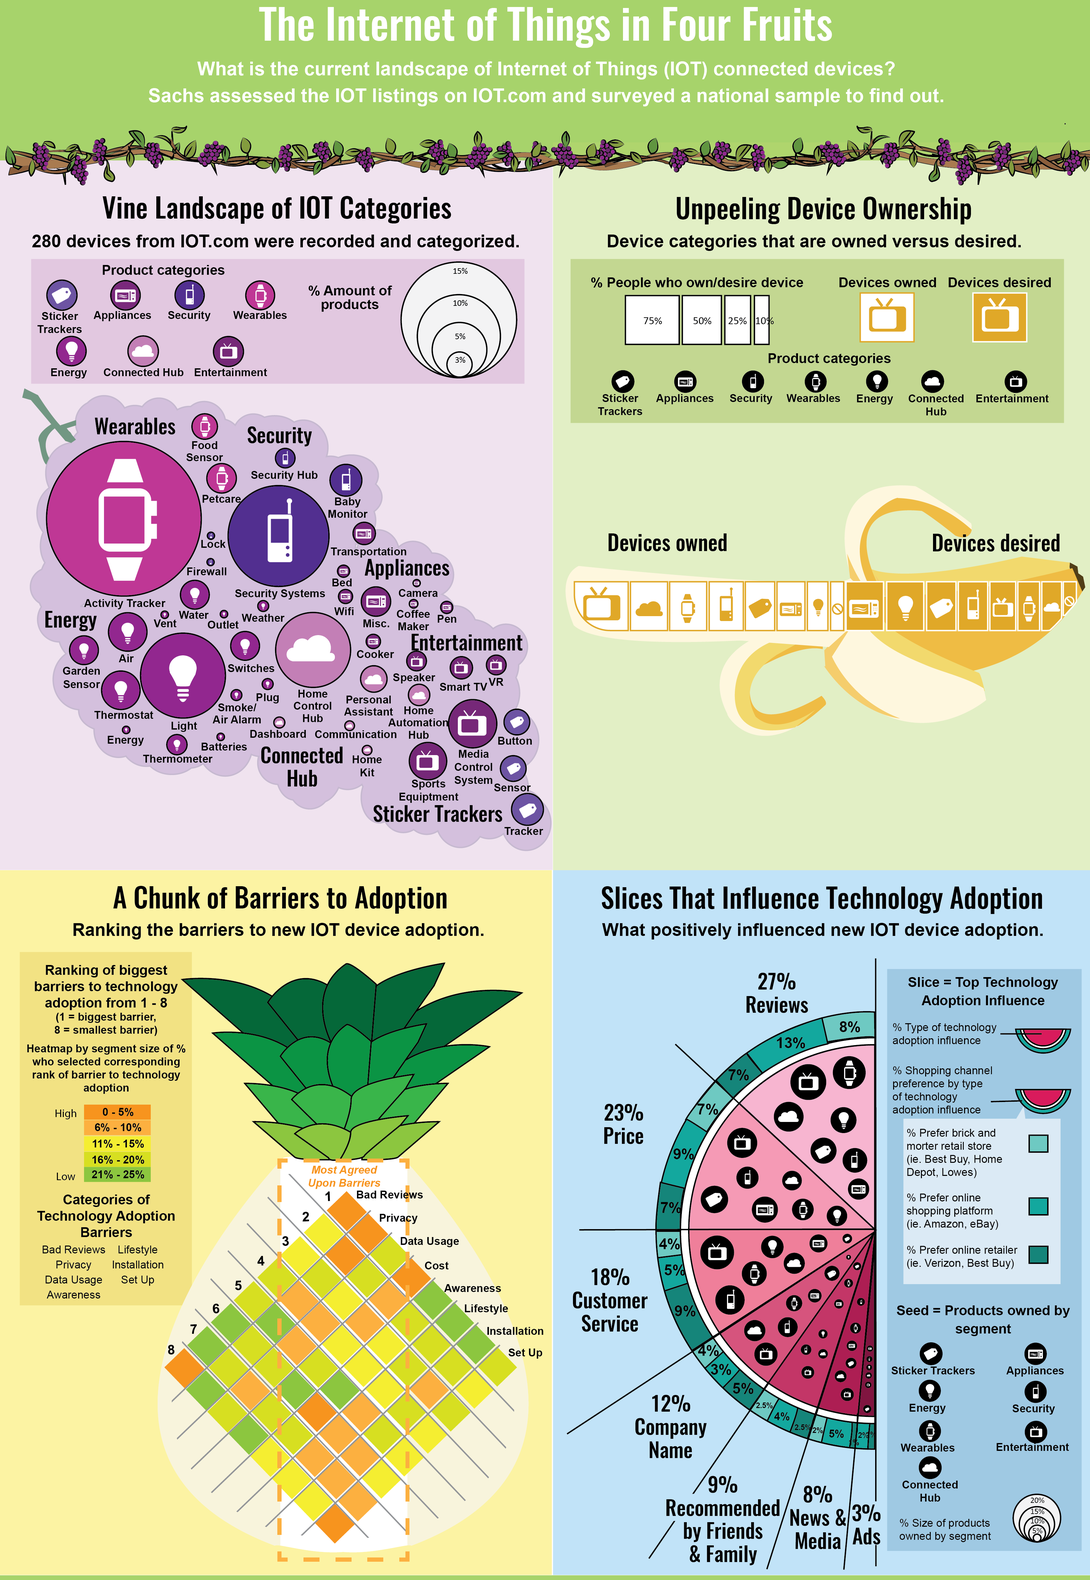 The Internet of Things in Four Fruits
What is the current landscape of Internet of Things (IOT) connected devices?
Sachs assessed the IOT listings on IOT.com and surveyed a national sample to find out.
Vine Landscape of IOT Categories
280 devices from IOT.com were recorded and categorized.
Product categories
Sticker
Trackers
Appliances
Security
Wearables
Energy
Connected Hub
Entertainment
% Amount of
products
15%
10%
5%
3%
Wearables
Food
Sensor
Petcare
Activity Tracker
Security
Security Hub
Baby
Monitor
Lock
Firewall
Security Systems
Transportation
Appliances
Bed
Wifi
Misc.
Camera
Coffee
Maker
Pen
Cooker
Energy
Water
Vent
Outlet
Weather
Air
Garden
Sensor
Switches
Thermostat
Light
Plug
Smoke/
Air Alarm
Energy
Thermometer
Batteries
Home
Control
Hub
Dashboard
Communication
Personal
Assistant
Home
Automation
Hub
Home
Kit
Connected
Hub
Entertainment
Speaker
Smart TV
VR
Media
Control
System
Sports
Equiptment
Button
Sensor
Tracker
Sticker Trackers
Unpeeling Device Ownership
Device categories that are owned versus desired.
% People who own/desire device
75%
50%
25%
10%
Devices owned
Devices desired
Product categories
Sticker
Trackers
Appliances
Security
Wearables
Energy
Connected
Hub
Entertainment
Devices owned
Devices desired
A Chunk of Barriers to Adoption
Ranking the barriers to new IOT device adoption.
Ranking of biggest
barriers to technology
adoption from 1 - 8
(1 = biggest barrier,
8 = smallest barrier)
Heatmap by segment size of %
who selected corresponding
rank of barrier to technology
adoption
High
0 - 5%
6% - 10%
11% - 15%
16% - 20%
Low
21% - 25%
Categories of
Technology Adoption
Barriers
Bad Reviews
Lifestyle
Privacy
Installation
Data Usage
Set Up
Awareness
Most Agreed
Upon Barriers
1
2
3
4
5
6
7
8
Bad Reviews
Privacy
Data Usage
Cost
Awareness
Lifestyle
Installation
Set Up
Slices That Influence Technology Adoption
What positively influenced new IOT device adoption.
27%
Reviews
8%
13%
7%
23%
Price
7%
9%
7%
18%
Customer
Service
4%
5%
9%
12%
Company
Name
4%
3%
5%
9%
Recommended
by Friends
& Family
2.5%
4%
2.5%
8%
News &
Media
2%
5%
3%
Ads
2%
Slice = Top Technology
Adoption Influence
% Type of technology
adoption influence
% Shopping channel
preference by type
of technology
adoption influence
% Prefer brick and
morter retail store
(ie. Best Buy, Home
Depot, Lowes)
% Prefer online
shopping platform
(ie. Amazon, eBay)
% Prefer online retailer
(ie. Verizon, Best Buy)
Seed = Products owned by
segment
Sticker Trackers
Appliances
Energy
Security
Wearables
Entertainment
Connected
Hub
% Size of products
owned by segment
20%
15%
10%
5%